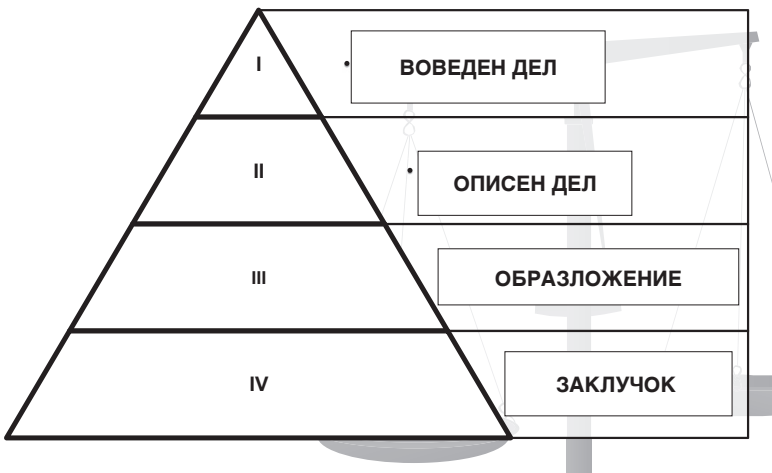 I
• ВОВЕДЕН ДЕЛ
II
• ОПИСЕН ДЕЛ
III
ОБРАЗЛОЖЕНИЕ
IV
ЗАКЛУЧОК